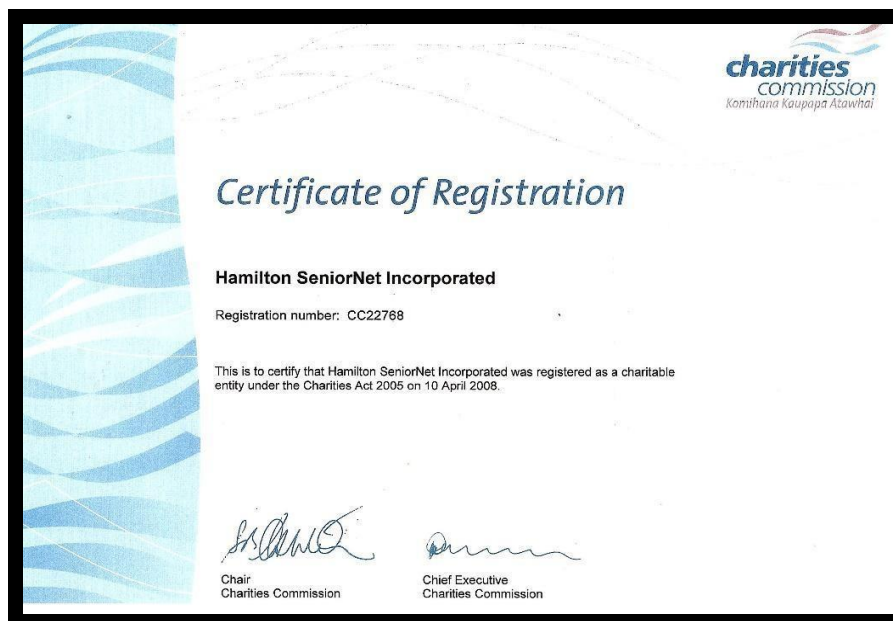 charities
commission
Komihana Kaupapa Atawhai
Certificate of Registration
Hamilton SeniorNet Incorporated
Registration number: CC22768
This is to certify that Hamilton SeniorNet Incorporated was registered as a charitable
entity under the Charities Act 2005 on 10 April 2008.
Chair
Charities Commission
Chief Executive
Charities Commission